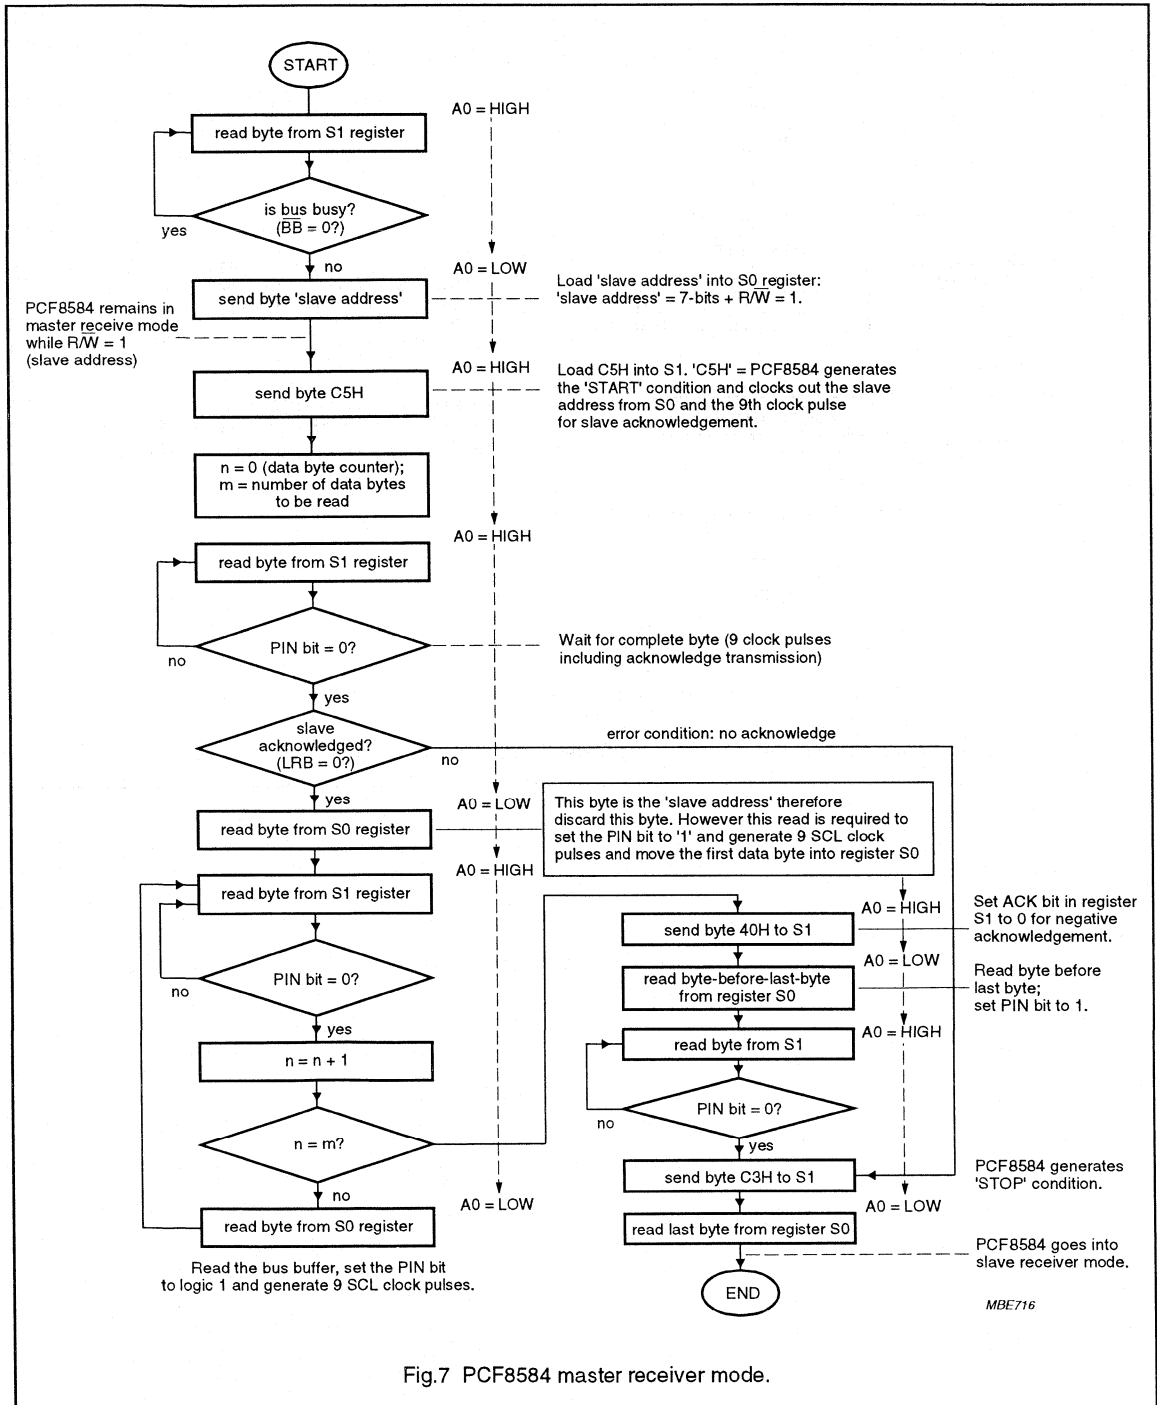 START
A0 = HIGH
read byte from S1 register
is bus busy?
(B̅B̅ = 0?)
yes
no
A0 = LOW
send byte 'slave address'
Load 'slave address' into S0 register:
'slave address' = 7-bits + R/W̅ = 1.
PCF8584 remains in
master receive mode
while R/W̅ = 1
(slave address)
A0 = HIGH
send byte C5H
Load C5H into S1. 'C5H' = PCF8584 generates
the 'START' condition and clocks out the slave
address from S0 and the 9th clock pulse
for slave acknowledgement.
n = 0 (data byte counter);
m = number of data bytes
to be read
A0 = HIGH
read byte from S1 register
PIN bit = 0?
no
yes
Wait for complete byte (9 clock pulses
including acknowledge transmission)
slave
acknowledged?
(LRB = 0?)
no
yes
error condition: no acknowledge
A0 = LOW
read byte from S0 register
This byte is the 'slave address' therefore
discard this byte. However this read is required to
set the PIN bit to '1' and generate 9 SCL clock
pulses and move the first data byte into register S0
A0 = HIGH
read byte from S1 register
PIN bit = 0?
no
yes
n = n + 1
n = m?
no
A0 = LOW
read byte from S0 register
Read the bus buffer, set the PIN bit
to logic 1 and generate 9 SCL clock pulses.
A0 = HIGH
send byte 40H to S1
Set ACK bit in register
S1 to 0 for negative
acknowledgement.
A0 = LOW
read byte-before-last-byte
from register S0
Read byte before
last byte;
set PIN bit to 1.
A0 = HIGH
read byte from S1
PIN bit = 0?
no
yes
send byte C3H to S1
PCF8584 generates
'STOP' condition.
A0 = LOW
read last byte from register S0
PCF8584 goes into
slave receiver mode.
END
MBE716
Fig.7 PCF8584 master receiver mode.